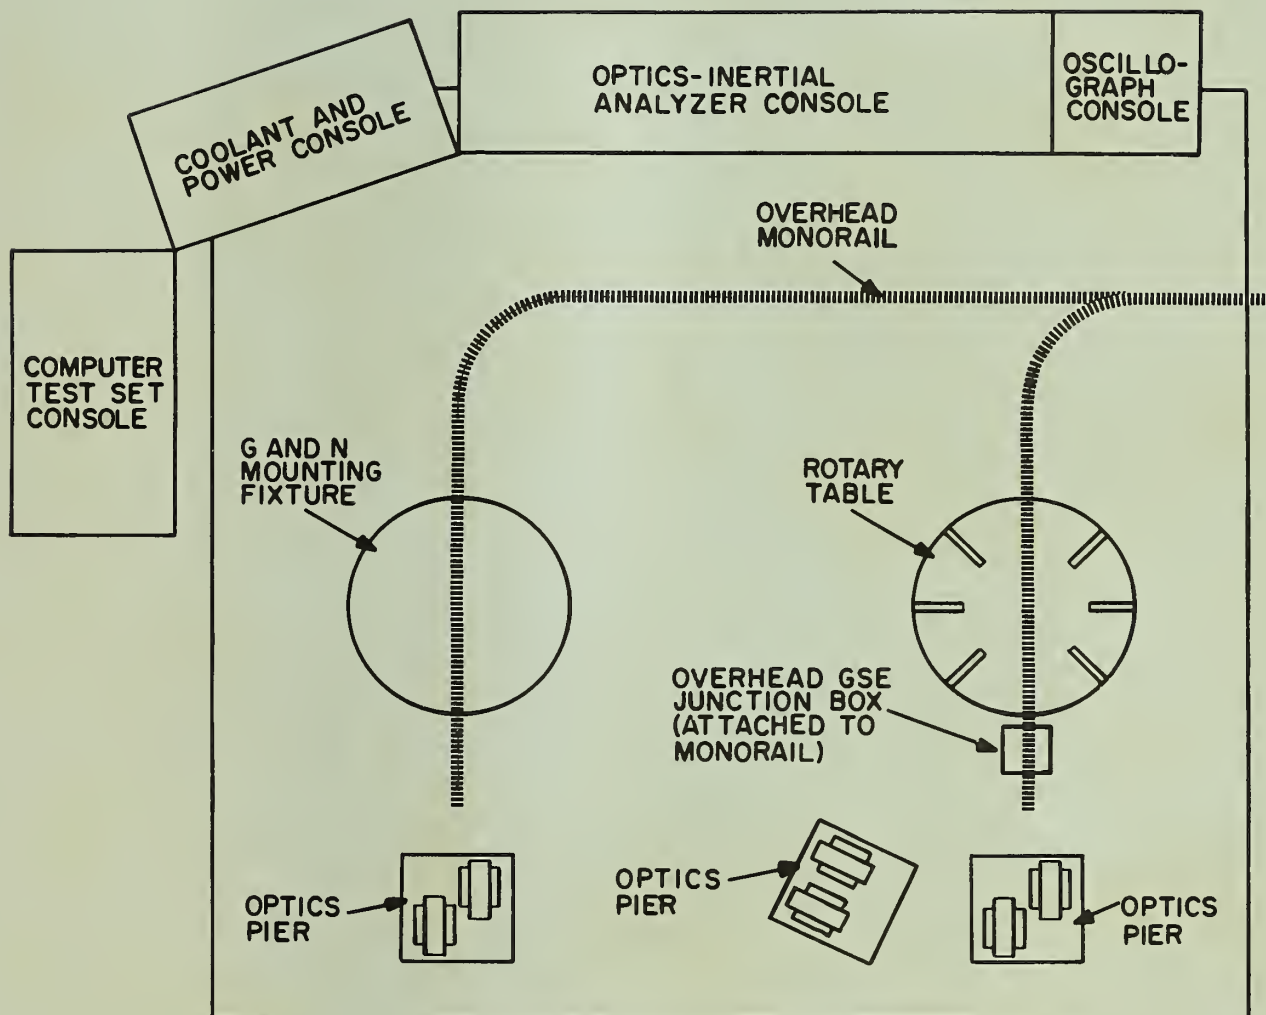 COOLANT AND
POWER CONSOLE
OPTICS-INERTIAL
ANALYZER CONSOLE
OSCILLO-
GRAPH
CONSOLE
OVERHEAD
MONORAIL
COMPUTER
TEST SET
CONSOLE
G AND N
MOUNTING
FIXTURE
ROTARY
TABLE
OVERHEAD GSE
JUNCTION BOX
(ATTACHED TO
MONORAIL)
OPTICS
PIER
OPTICS
PIER
OPTICS
PIER